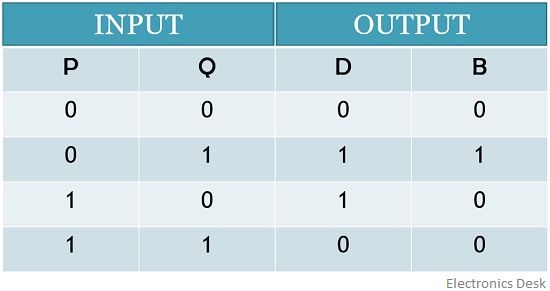 INPUT OUTPUT
P Q D B
0 0 0 0
0 1 1 1
1 0 1 0
1 1 0 0
Electronics Desk